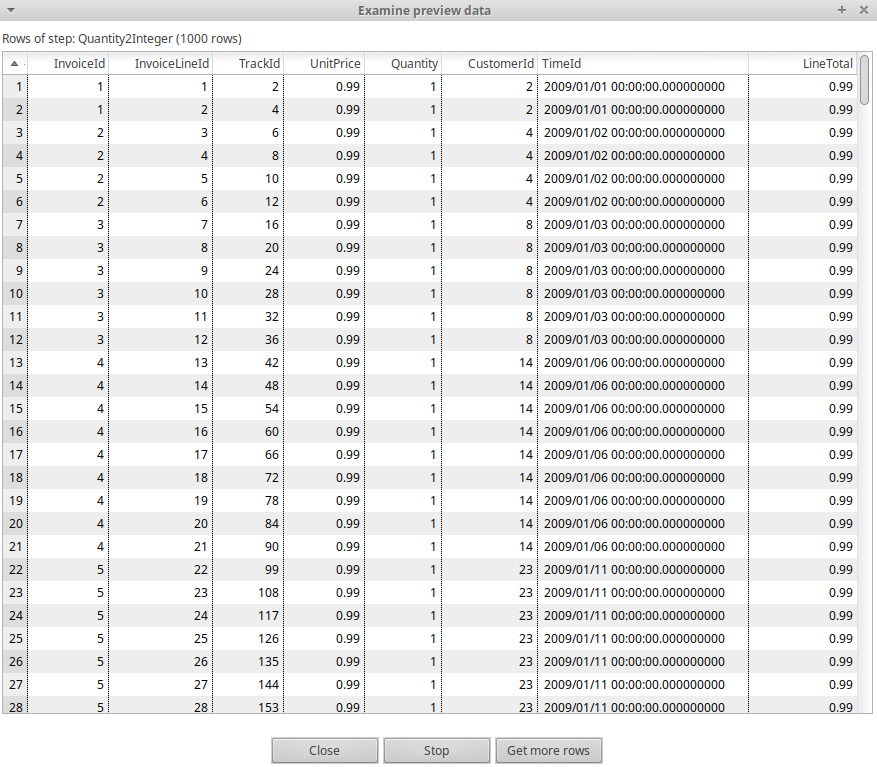 Examine preview data
Rows of step: Quantity2Integer (1000 rows)
InvoiceId InvoiceLineId TrackId UnitPrice Quantity CustomerId TimeId LineTotal
1 1 1 2 0.99 1 2 2009/01/01 00:00:00.000000000 0.99
2 1 2 4 0.99 1 2 2009/01/01 00:00:00.000000000 0.99
3 2 3 6 0.99 1 4 2009/01/02 00:00:00.000000000 0.99
4 2 4 8 0.99 1 4 2009/01/02 00:00:00.000000000 0.99
5 2 5 10 0.99 1 4 2009/01/02 00:00:00.000000000 0.99
6 2 6 12 0.99 1 4 2009/01/02 00:00:00.000000000 0.99
7 3 7 16 0.99 1 8 2009/01/03 00:00:00.000000000 0.99
8 3 8 20 0.99 1 8 2009/01/03 00:00:00.000000000 0.99
9 3 9 24 0.99 1 8 2009/01/03 00:00:00.000000000 0.99
10 3 10 28 0.99 1 8 2009/01/03 00:00:00.000000000 0.99
11 3 11 32 0.99 1 8 2009/01/03 00:00:00.000000000 0.99
12 3 12 36 0.99 1 8 2009/01/03 00:00:00.000000000 0.99
13 4 13 42 0.99 1 14 2009/01/06 00:00:00.000000000 0.99
14 4 14 48 0.99 1 14 2009/01/06 00:00:00.000000000 0.99
15 4 15 54 0.99 1 14 2009/01/06 00:00:00.000000000 0.99
16 4 16 60 0.99 1 14 2009/01/06 00:00:00.000000000 0.99
17 4 17 66 0.99 1 14 2009/01/06 00:00:00.000000000 0.99
18 4 18 72 0.99 1 14 2009/01/06 00:00:00.000000000 0.99
19 4 19 78 0.99 1 14 2009/01/06 00:00:00.000000000 0.99
20 4 20 84 0.99 1 14 2009/01/06 00:00:00.000000000 0.99
21 4 21 90 0.99 1 14 2009/01/06 00:00:00.000000000 0.99
22 5 22 99 0.99 1 23 2009/01/11 00:00:00.000000000 0.99
23 5 23 108 0.99 1 23 2009/01/11 00:00:00.000000000 0.99
24 5 24 117 0.99 1 23 2009/01/11 00:00:00.000000000 0.99
25 5 25 126 0.99 1 23 2009/01/11 00:00:00.000000000 0.99
26 5 26 135 0.99 1 23 2009/01/11 00:00:00.000000000 0.99
27 5 27 144 0.99 1 23 2009/01/11 00:00:00.000000000 0.99
28 5 28 153 0.99 1 23 2009/01/11 00:00:00.000000000 0.99
Close Stop Get more rows